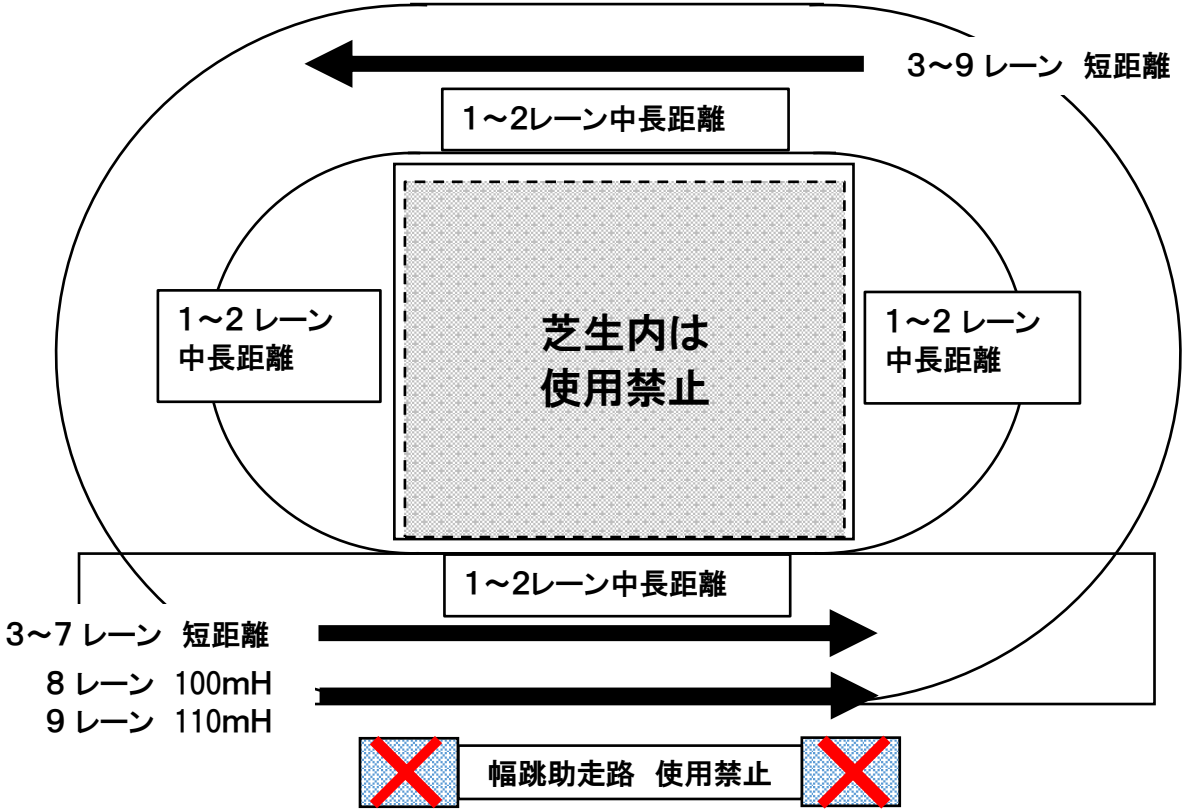 3～9 レーン 短距離
1～2レーン中長距離
1～2 レーン
中長距離
芝生内は
使用禁止
1～2 レーン
中長距離
1～2レーン中長距離
3～7 レーン 短距離
8 レーン 100mH
9 レーン 110mH
幅跳助走路 使用禁止